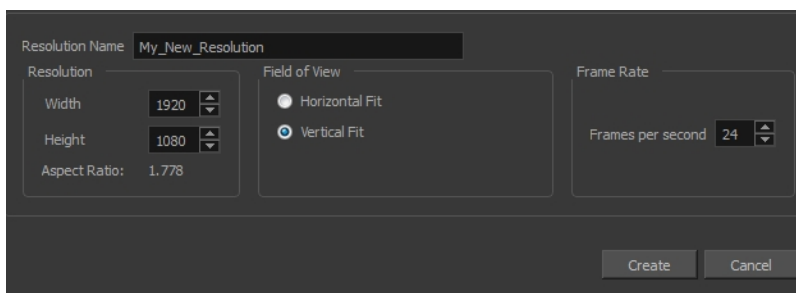 Resolution Name My_New_Resolution
Resolution
Width 1920
Height 1080
Aspect Ratio: 1.778
Field of View
Horizontal Fit
Vertical Fit
Frame Rate
Frames per second 24
Create Cancel